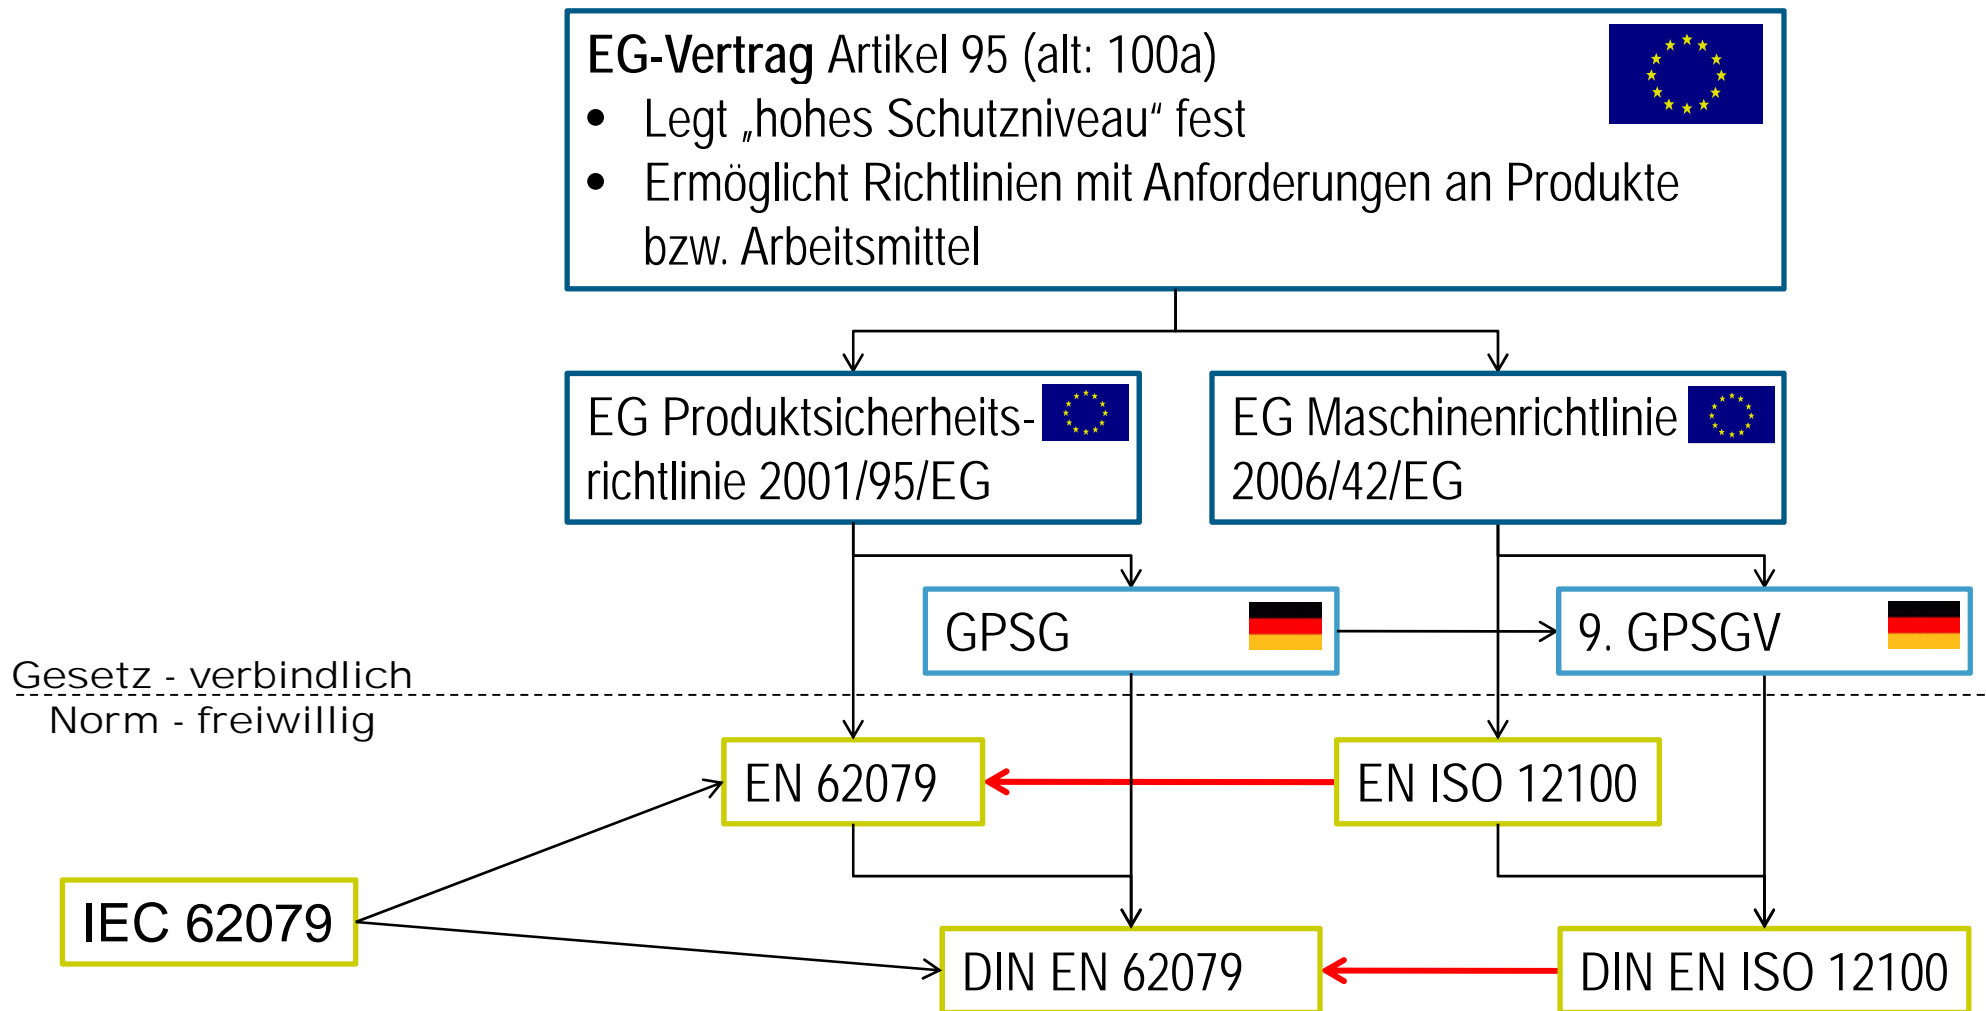 EG-Vertrag Artikel 95 (alt: 100a)
• Legt „hohes Schutzniveau“ fest
• Ermöglicht Richtlinien mit Anforderungen an Produkte
bzw. Arbeitsmittel
EG Produktsicherheits-
richtlinie 2001/95/EG
EG Maschinenrichtlinie
2006/42/EG
GPSG
9. GPSGV
Gesetz - verbindlich
Norm - freiwillig
EN 62079
EN ISO 12100
IEC 62079
DIN EN 62079
DIN EN ISO 12100